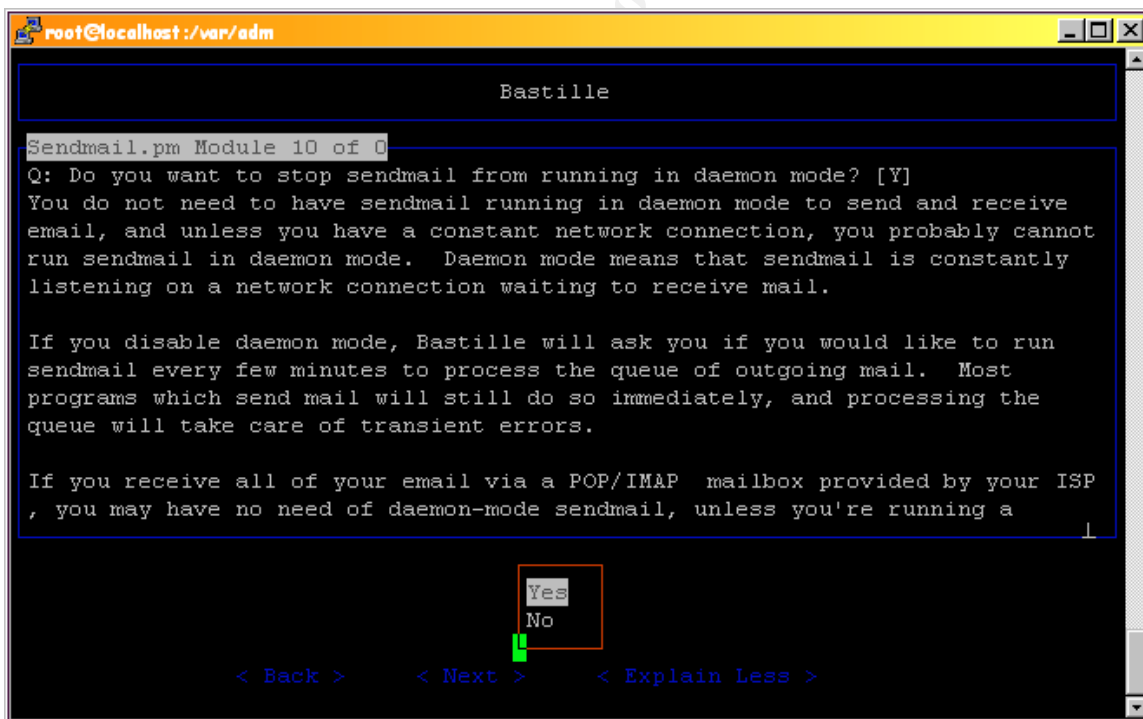 root@localhost:/var/adm
Bastille
Sendmail.pm Module 10 of 0
Q: Do you want to stop sendmail from running in daemon mode? [Y]
You do not need to have sendmail running in daemon mode to send and receive
email, and unless you have a constant network connection, you probably cannot
run sendmail in daemon mode.  Daemon mode means that sendmail is constantly
listening on a network connection waiting to receive mail.
If you disable daemon mode, Bastille will ask you if you would like to run
sendmail every few minutes to process the queue of outgoing mail.  Most
programs which send mail will still do so immediately, and processing the
queue will take care of transient errors.
If you receive all of your email via a POP/IMAP  mailbox provided by your ISP
, you may have no need of daemon-mode sendmail, unless you're running a
Yes
No
< Back > < Next > < Explain Less >